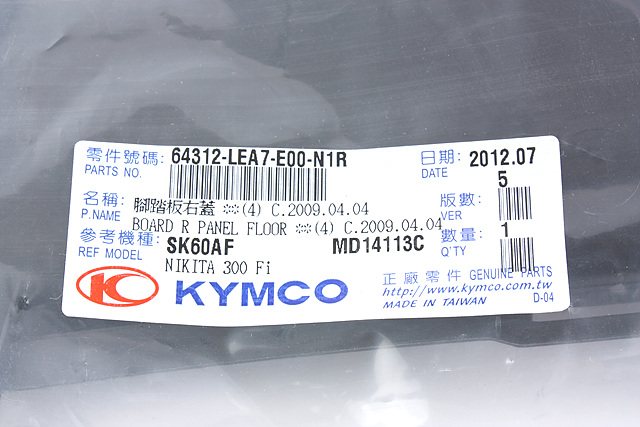 零件號碼: 64312-LEA7-E00-N1R 日期: 2012.07
PARTS NO. DATE
5
名稱: 腳踏板右蓋 ※※(4) C.2009.04.04 版數:
P.NAME BOARD R PANEL FLOOR ※※(4) C.2009.04.04 VER
參考機種: SK60AF MD14113C 數量: 1
REF MODEL NIKITA 300 Fi Q'TY
正廠零件 GENUINE PARTS
KYMCO http://www.kymco.com.tw
MADE IN TAIWAN D-04